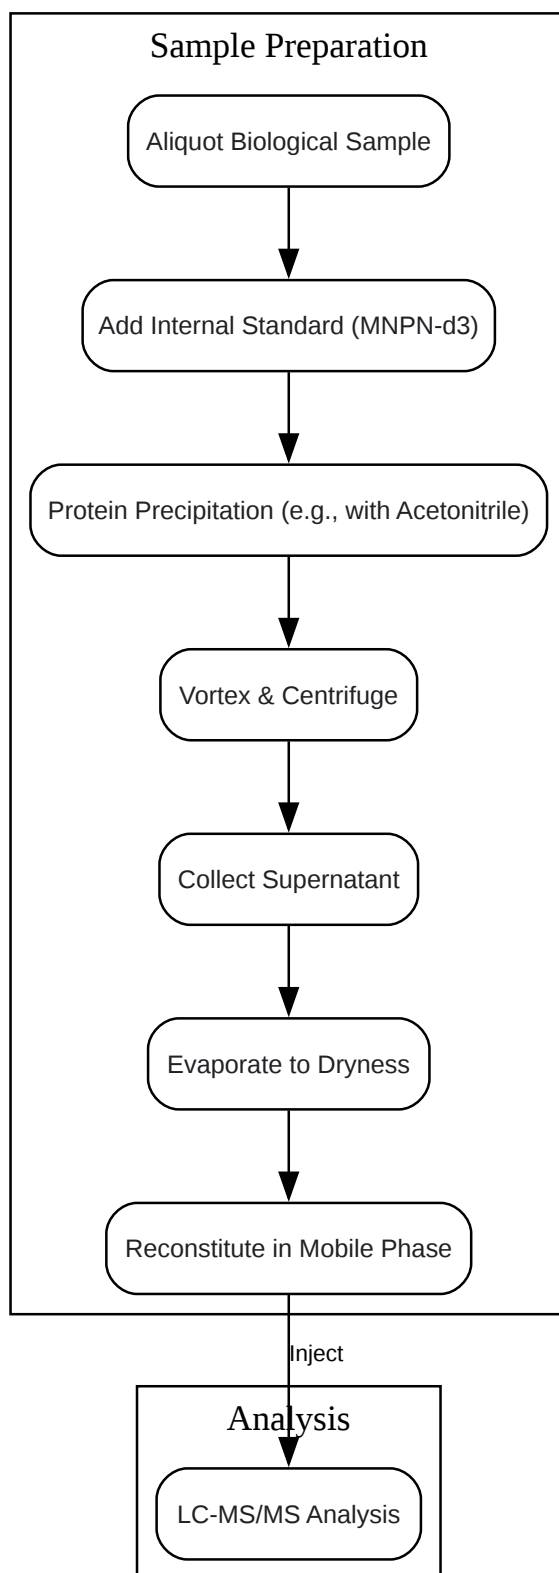 Sample Preparation
Aliquot Biological Sample
Add Internal Standard (MNPN-d3)
Protein Precipitation (e.g., with Acetonitrile)
Vortex & Centrifuge
Collect Supernatant
Evaporate to Dryness
Reconstitute in Mobile Phase
Inject
Analysis
LC-MS/MS Analysis